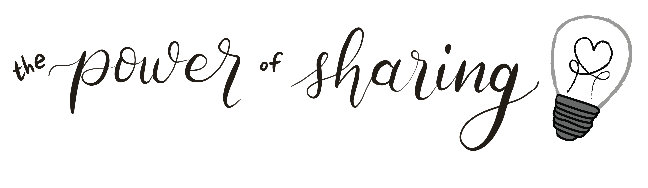 the power of sharing